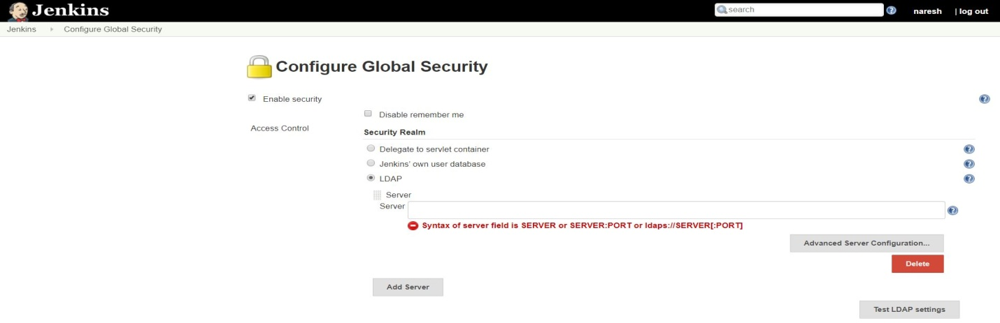 Jenkins
search
naresh | log out
Jenkins Configure Global Security
Configure Global Security
Enable security
Disable remember me
Access Control
Security Realm
Delegate to servlet container
Jenkins' own user database
LDAP
Server
Server
Syntax of server field is SERVER or SERVER:PORT or ldaps://SERVER[:PORT]
Advanced Server Configuration...
Delete
Add Server
Test LDAP settings